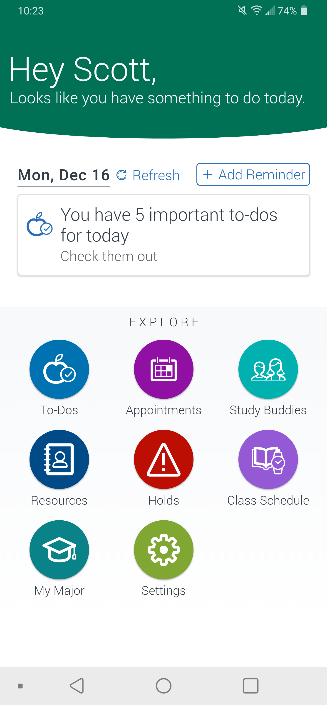 10:23
74%
Hey Scott,
Looks like you have something to do today.
Mon, Dec 16
Refresh
+ Add Reminder
You have 5 important to-dos
for today
Check them out
EXPLORE
To-Dos
Appointments
Study Buddies
Resources
Holds
Class Schedule
My Major
Settings